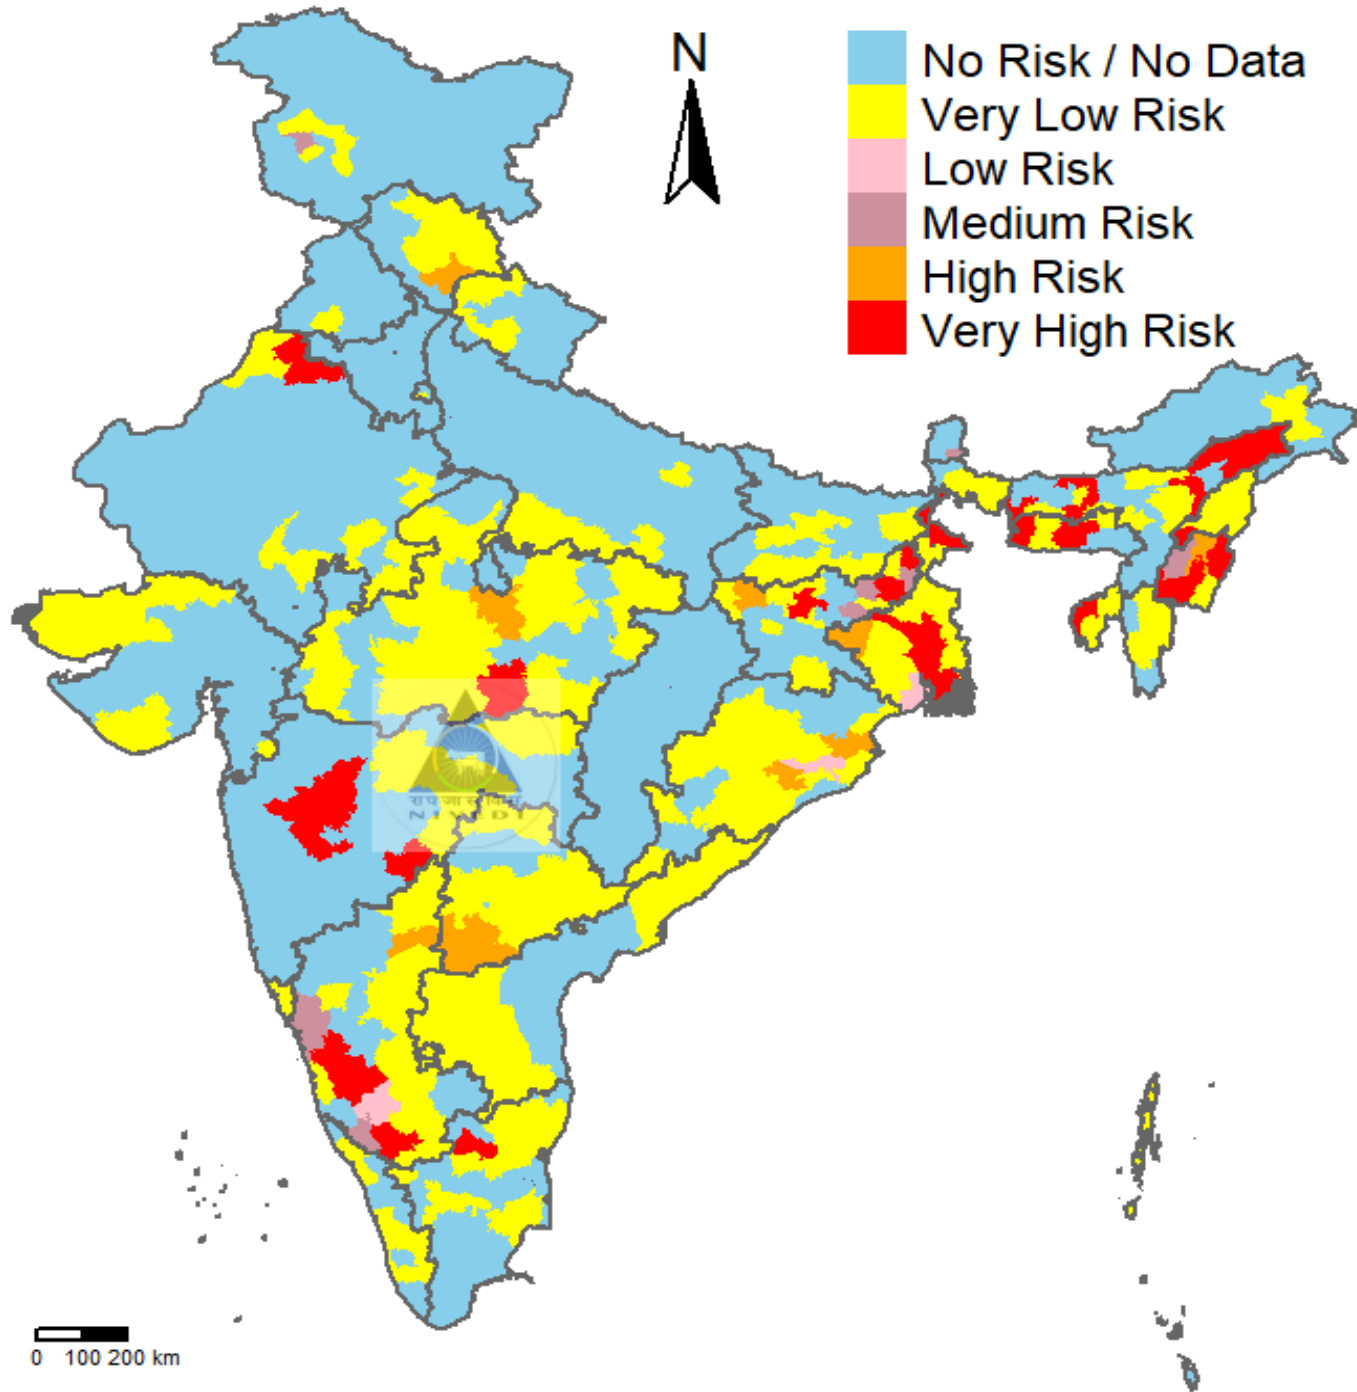 N
No Risk / No Data
Very Low Risk
Low Risk
Medium Risk
High Risk
Very High Risk
NIVEDI
0 100 200 km